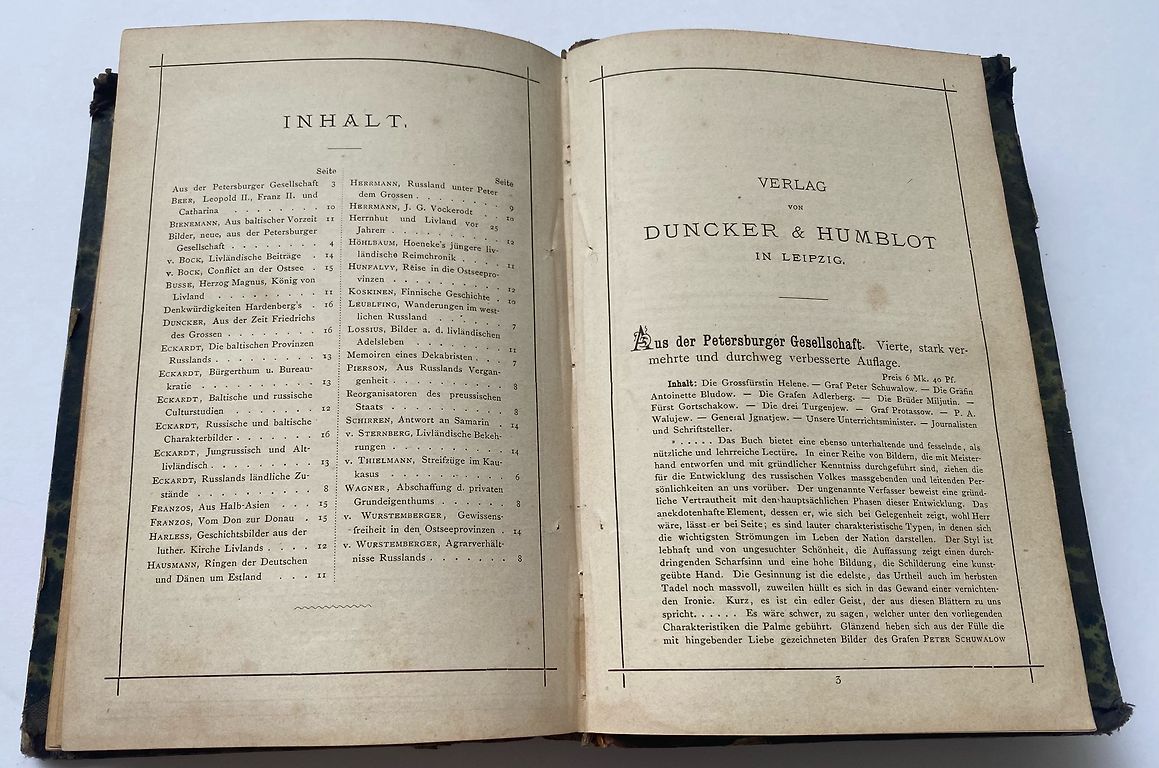 INHALT.
Seite
Aus der Petersburger Gesellschaft 3
BEER, Leopold II., Franz II. und
Catharina . . . . . . . . 10
BIENEMANN, Aus baltischer Vorzeit 11
Bilder, neue, aus der Petersburger
Gesellschaft . . . . . . . . 4
v. BOCK, Livländische Beiträge . 14
v. BOCK, Conflict an der Ostsee . 15
BUSSE, Herzog Magnus, König von
Livland . . . . . . . . 11
Denkwürdigkeiten Hardenberg's . 16
DUNCKER, Aus der Zeit Friedrichs
des Grossen . . . . . . . . 16
ECKARDT, Die baltischen Provinzen
Russlands . . . . . . . . 13
ECKARDT, Bürgerthum u. Bureau-
kratie . . . . . . . . 13
ECKARDT, Baltische und russische
Culturstudien . . . . . . . 12
ECKARDT, Russische und baltische
Charakterbilder . . . . . . . 16
ECKARDT, Jungrussisch und Alt-
livländisch . . . . . . . . 13
ECKARDT, Russlands ländliche Zu-
stände . . . . . . . . 8
FRANZOS, Aus Halb-Asien . . . 15
FRANZOS, Vom Don zur Donau . 15
HARLESS, Geschichtsbilder aus der
luther. Kirche Livlands . . . . 12
HAUSMANN, Ringen der Deutschen
und Dänen um Estland . . . . 11
Seite
HERRMANN, Russland unter Peter
dem Grossen . . . . . . . 9
HERRMANN, J. G. Vockerodt . . . 10
Herrnhut und Livland vor 25
Jahren . . . . . . . . 12
HÖHLBAUM, Hoeneke's jüngere liv-
ländische Reimchronik . . . . 11
HUNFALVY, Reise in die Ostseepro-
vinzen . . . . . . . . 12
KOSKINEN, Finnische Geschichte . 10
LEUBLFING, Wanderungen im west-
lichen Russland . . . . . . 7
LOSSIUS, Bilder a. d. livländischen
Adelsleben . . . . . . . . 11
Memoiren eines Dekabristen . . . 7
PIERSON, Aus Russlands Vergan-
genheit . . . . . . . . 8
Reorganisatoren des preussischen
Staats . . . . . . . . 8
SCHIRREN, Antwort an Samarin . . 14
v. STERNBERG, Livländische Bekeh-
rungen . . . . . . . . 14
v. THIELMANN, Streifzüge im Kau-
kasus . . . . . . . . 6
WAGNER, Abschaffung d. privaten
Grundeigenthums . . . . . . 8
v. WURSTEMBERGER, Gewissens-
freiheit in den Ostseeprovinzen . 14
v. WURSTEMBERGER, Agrarverhält-
nisse Russlands . . . . . . . 8
VERLAG
VON
DUNCKER & HUMBLOT
IN LEIPZIG.
Aus der Petersburger Gesellschaft. Vierte, stark ver-
mehrte und durchweg verbesserte Auflage.
Preis 6 Mk. 40 Pf.
Inhalt: Die Grossfürstin Helene. — Graf Peter Schuwalow. — Die Gräfin
Antoinette Bludow. — Die Grafen Adlerberg. — Die Brüder Miljutin. —
Fürst Gortschakow. — Die drei Turgenjew. — Graf Protassow. — P. A.
Walujew. — General Jgnatjew. — Unsere Unterrichtsminister. — Journalisten
und Schriftsteller.
„ . . . . . Das Buch bietet eine ebenso unterhaltende und fesselnde, als
nützliche und lehrreiche Lectüre. In einer Reihe von Bildern, die mit Meister-
hand entworfen und mit gründlicher Kenntniss durchgeführt sind, ziehen die
für die Entwicklung des russischen Volkes massgebenden und leitenden Per-
sönlichkeiten an uns vorüber. Der ungenannte Verfasser beweist eine gründ-
liche Vertrautheit mit den hauptsächlichen Phasen dieser Entwicklung. Das
anekdotenhafte Element, dessen er, wie sich bei Gelegenheit zeigt, wohl Herr
wäre, lässt er bei Seite; es sind lauter charakteristische Typen, in denen sich
die wichtigsten Strömungen im Leben der Nation darstellen. Der Styl ist
lebhaft und von ungesuchter Schönheit, die Auffassung zeigt einen durch-
dringenden Scharfsinn und eine hohe Bildung, die Schilderung eine kunst-
geübte Hand. Die Gesinnung ist die edelste, das Urtheil auch im herbsten
Tadel noch massvoll, zuweilen hüllt es sich in das Gewand einer vernichten-
den Ironie. Kurz, es ist ein edler Geist, der aus diesen Blättern zu uns
spricht. . . . . . . Es wäre schwer, zu sagen, welcher unter den vorliegenden
Charakteristiken die Palme gebührt. Glänzend heben sich aus der Fülle die
mit hingebender Liebe gezeichneten Bilder des Grafen PETER SCHUWALOW
3